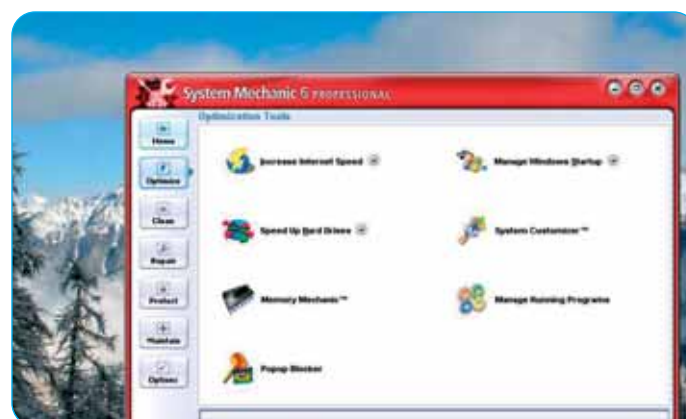 System Mechanic 6 PROFESSIONAL
Optimization Tools
Home
Optimize
Clean
Repair
Protect
Maintain
Options
Increase Internet Speed
Manage Windows Startup
Speed Up Hard Drives
System Customizer™
Memory Mechanic™
Manage Running Programs
Popup Blocker